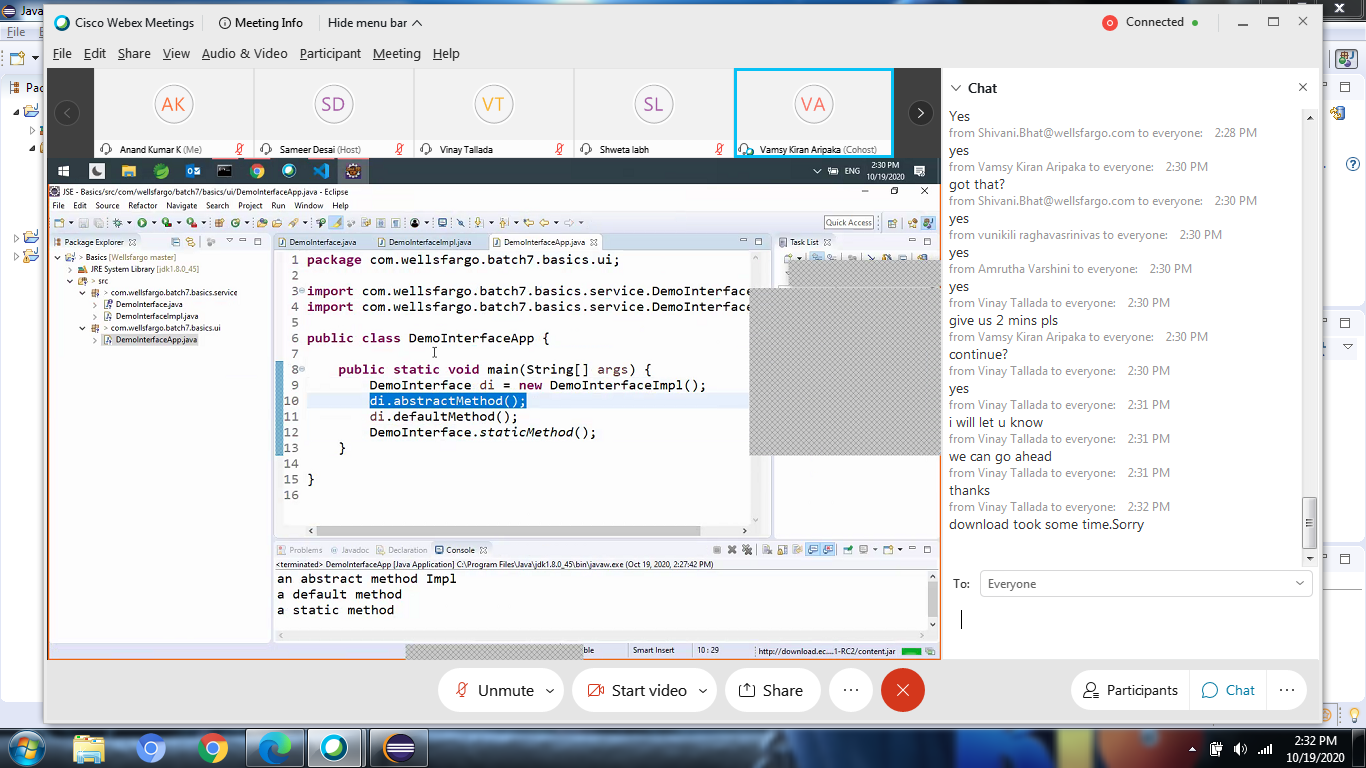 Java
Cisco Webex Meetings
Meeting Info
Hide menu bar
Connected
File
File Edit Share View Audio & Video Participant Meeting Help
AK
SD
VT
SL
VA
Anand Kumar K (Me)
Sameer Desai (Host)
Vinay Tallada
Shweta labh
Vamsy Kiran Aripaka (Cohost)
ENG
2:30 PM
10/19/2020
JSE - Basics/src/com/wellsfargo/batch7/basics/ui/DemoInterfaceApp.java - Eclipse
File Edit Source Refactor Navigate Search Project Run Window Help
Quick Access
Package Explorer
Basics [Wellsfargo master]
JRE System Library [jdk1.8.0_45]
> src
> com.wellsfargo.batch7.basics.service
DemoInterface.java
DemoInterfaceImpl.java
> com.wellsfargo.batch7.basics.ui
DemoInterfaceApp.java
DemoInterface.java
DemoInterfaceImpl.java
DemoInterfaceApp.java
Task List
1 package com.wellsfargo.batch7.basics.ui;
2
3 import com.wellsfargo.batch7.basics.service.DemoInterface
4 import com.wellsfargo.batch7.basics.service.DemoInterface
5
6 public class DemoInterfaceApp {
7
8 public static void main(String[] args) {
9 DemoInterface di = new DemoInterfaceImpl();
10 di.abstractMethod();
11 di.defaultMethod();
12 DemoInterface.staticMethod();
13 }
14
15 }
16
Problems Javadoc Declaration Console
<terminated> DemoInterfaceApp [Java Application] C:\Program Files\Java\jdk1.8.0_45\bin\javaw.exe (Oct 19, 2020, 2:27:42 PM)
an abstract method Impl
a default method
a static method
ble
Smart Insert
10 : 29
http://download.ec...1-RC2/content.jar
Chat
Yes
from Shivani.Bhat@wellsfargo.com to everyone: 2:28 PM
yes
from Vamsy Kiran Aripaka to everyone: 2:30 PM
got that?
from Shivani.Bhat@wellsfargo.com to everyone: 2:30 PM
yes
from vunikili raghavasrinivas to everyone: 2:30 PM
yes
from Amrutha Varshini to everyone: 2:30 PM
yes
from Vinay Tallada to everyone: 2:30 PM
give us 2 mins pls
from Vamsy Kiran Aripaka to everyone: 2:30 PM
continue?
from Vinay Tallada to everyone: 2:30 PM
yes
from Vinay Tallada to everyone: 2:31 PM
i will let u know
from Vinay Tallada to everyone: 2:31 PM
we can go ahead
from Vinay Tallada to everyone: 2:31 PM
thanks
from Vinay Tallada to everyone: 2:32 PM
download took some time.Sorry
To: Everyone
Unmute
Start video
Share
Participants
Chat
2:32 PM
10/19/2020